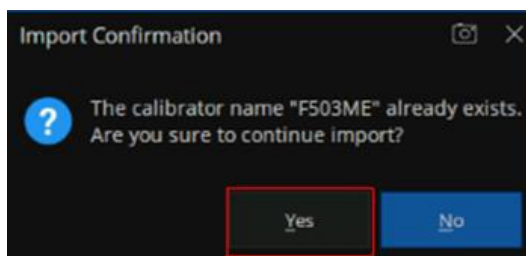 Import Confirmation
The calibrator name "F503ME" already exists.
Are you sure to continue import?
Yes
No